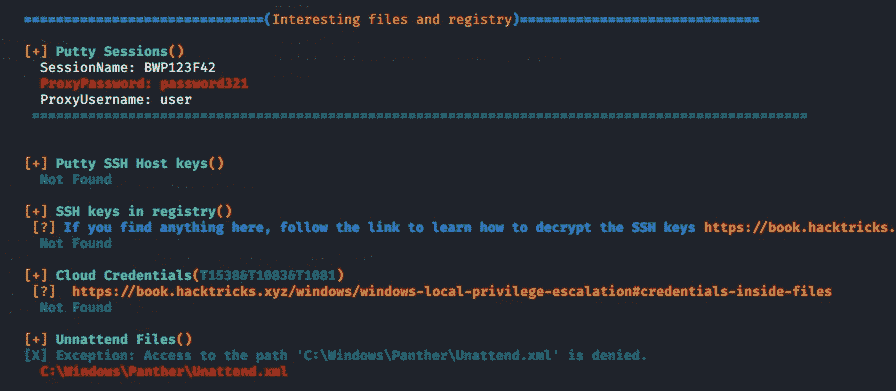 ==============================(Interesting files and registry)==============================
[+] Putty Sessions()
SessionName: BWP123F42
ProxyPassword: password321
ProxyUsername: user
=================================================================================================
[+] Putty SSH Host keys()
Not Found
[+] SSH keys in registry()
[?] If you find anything here, follow the link to learn how to decrypt the SSH keys https://book.hacktricks.
Not Found
[+] Cloud Credentials(T1538&T1083&T1081)
[?] https://book.hacktricks.xyz/windows/windows-local-privilege-escalation#credentials-inside-files
Not Found
[+] Unnattend Files()
[X] Exception: Access to the path 'C:\Windows\Panther\Unattend.xml' is denied.
C:\Windows\Panther\Unattend.xml